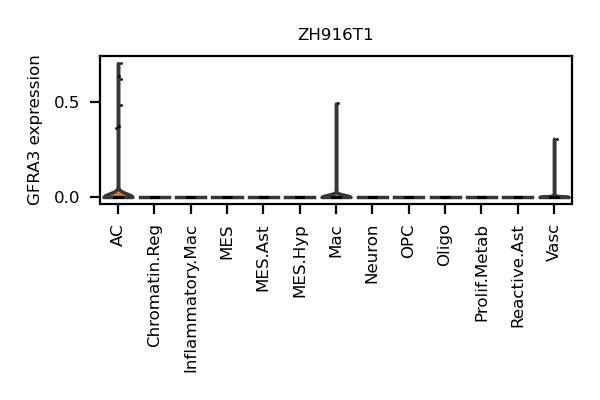 ZH916T1
GFRA3 expression
0.5
0.0
AC
Chromatin.Reg
Inflammatory.Mac
MES
MES.Ast
MES.Hyp
Mac
Neuron
OPC
Oligo
Prolif.Metab
Reactive.Ast
Vasc